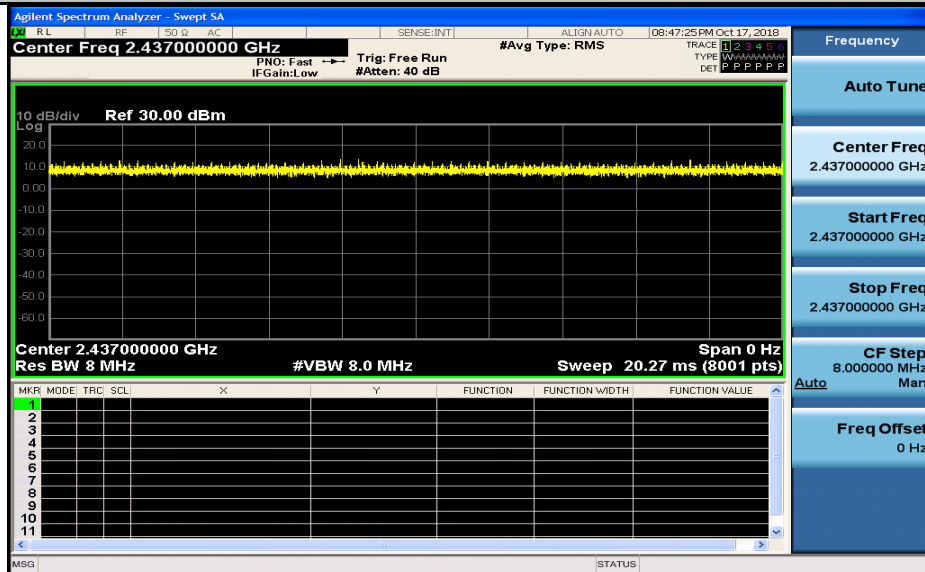 Agilent Spectrum Analyzer - Swept SA
LXI RL RF 50 Ω AC SENSE:INT ALIGN AUTO 08:47:25 PM Oct 17, 2018
Center Freq 2.437000000 GHz
PNO: Fast
IFGain:Low
Trig: Free Run
#Atten: 40 dB
#Avg Type: RMS
TRACE 1 2 3 4 5 6
TYPE WWWWWW
DET P P P P P P
10 dB/div Ref 30.00 dBm
Log
20.0
10.0
0.00
-10.0
-20.0
-30.0
-40.0
-50.0
-60.0
Center 2.437000000 GHz Span 0 Hz
Res BW 8 MHz #VBW 8.0 MHz Sweep 20.27 ms (8001 pts)
MKR MODE TRC SCL X Y FUNCTION FUNCTION WIDTH FUNCTION VALUE
1
2
3
4
5
6
7
8
9
10
11
MSG STATUS
Frequency
Auto Tune
Center Freq
2.437000000 GHz
Start Freq
2.437000000 GHz
Stop Freq
2.437000000 GHz
CF Step
8.000000 MHz
Auto Man
Freq Offset
0 Hz